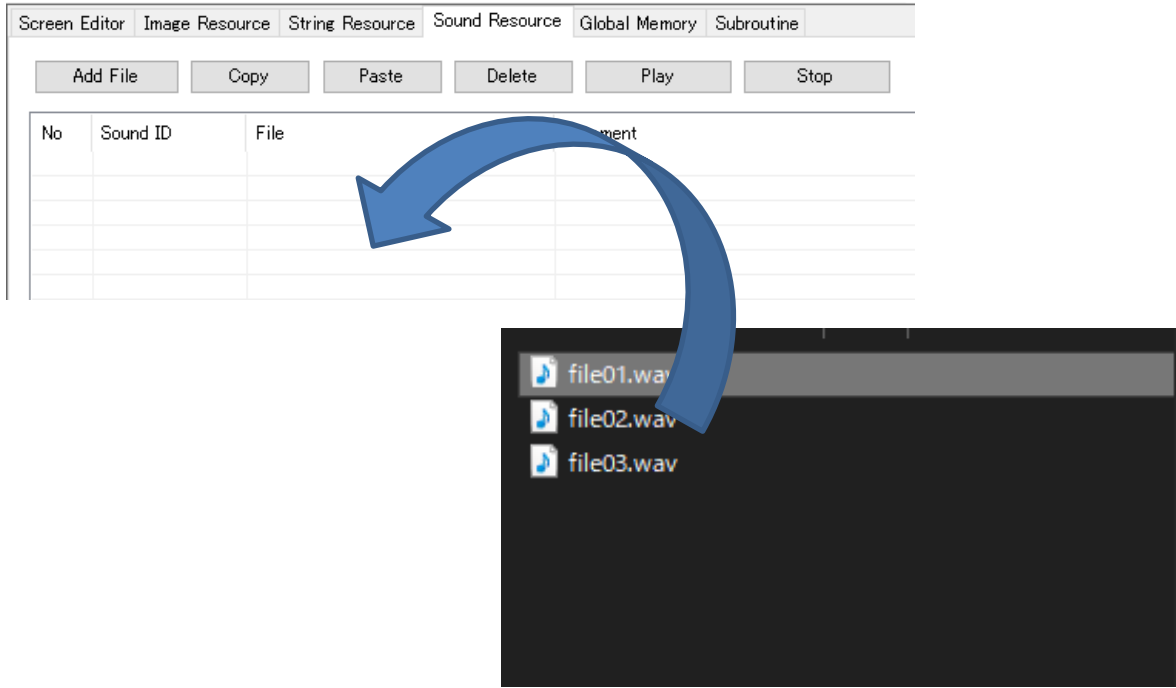 Screen Editor Image Resource String Resource Sound Resource Global Memory Subroutine
Add File Copy Paste Delete Play Stop
No Sound ID File
file01.wav
file02.wav
file03.wav